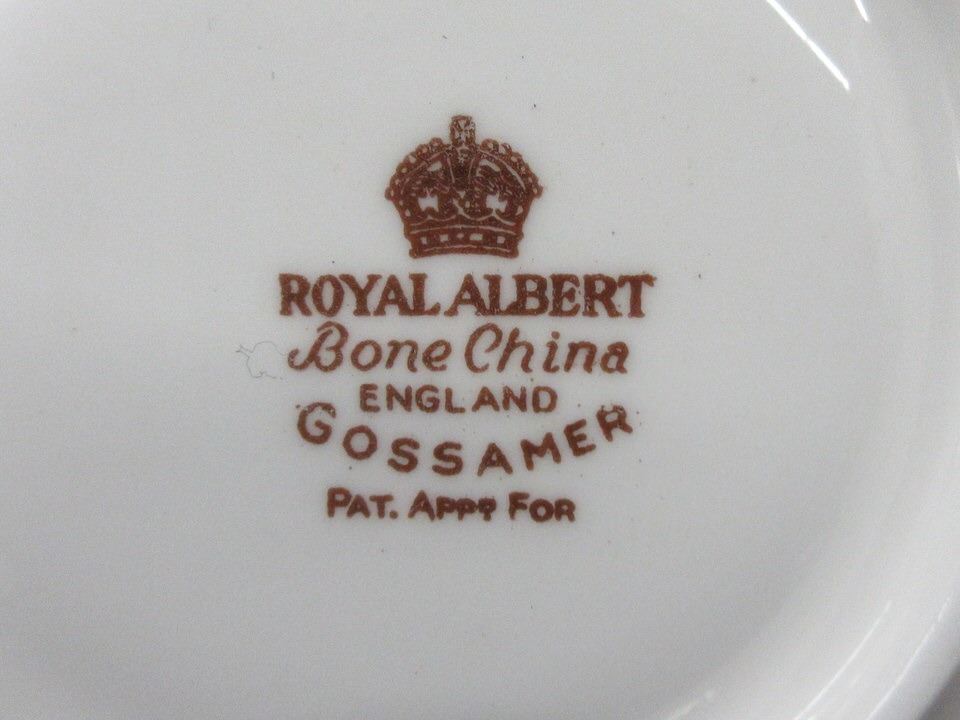 ROYAL ALBERT
Bone China
ENGLAND
GOSSAMER
PAT. APPD FOR